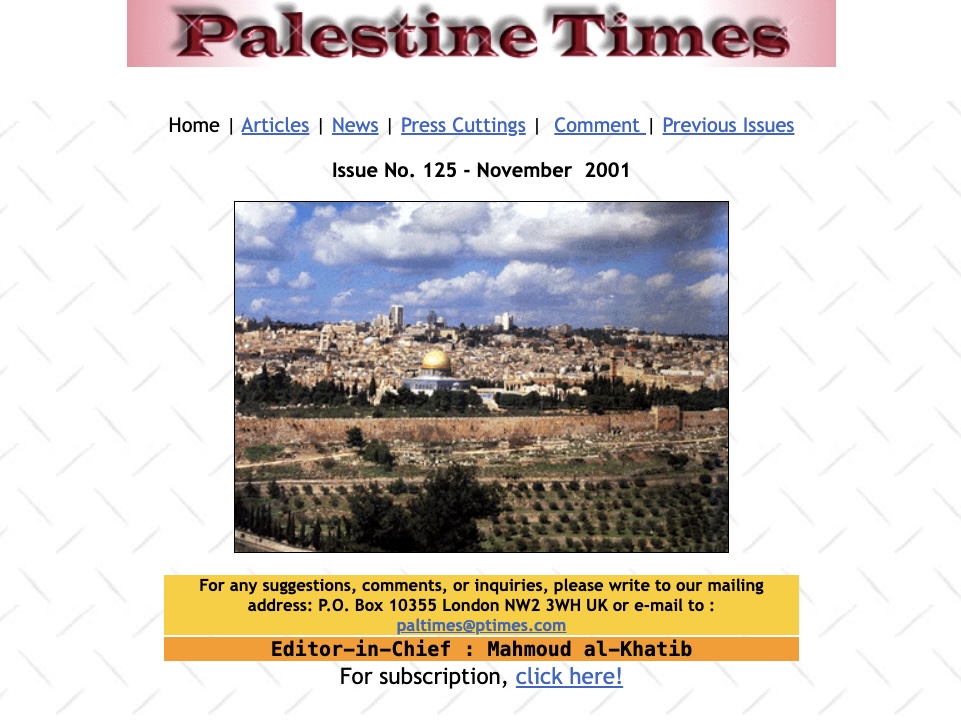 Palestine Times
Home | Articles | News | Press Cuttings | Comment | Previous Issues
Issue No. 125 - November 2001
For any suggestions, comments, or inquiries, please write to our mailing
address: P.O. Box 10355 London NW2 3WH UK or e-mail to :
paltimes@ptimes.com
Editor-in-Chief : Mahmoud al-Khatib
For subscription, click here!